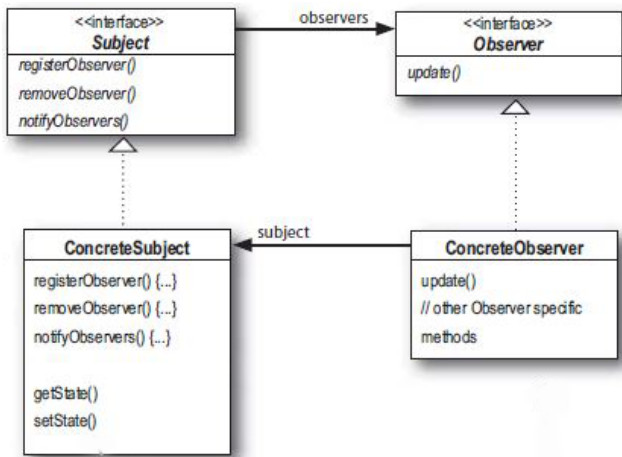 <<interface>>
Subject
registerObserver()
removeObserver()
notifyObservers()
observers
<<interface>>
Observer
update()
ConcreteSubject
registerObserver() {...}
removeObserver() {...}
notifyObservers() {...}
getState()
setState()
subject
ConcreteObserver
update()
// other Observer specific
methods